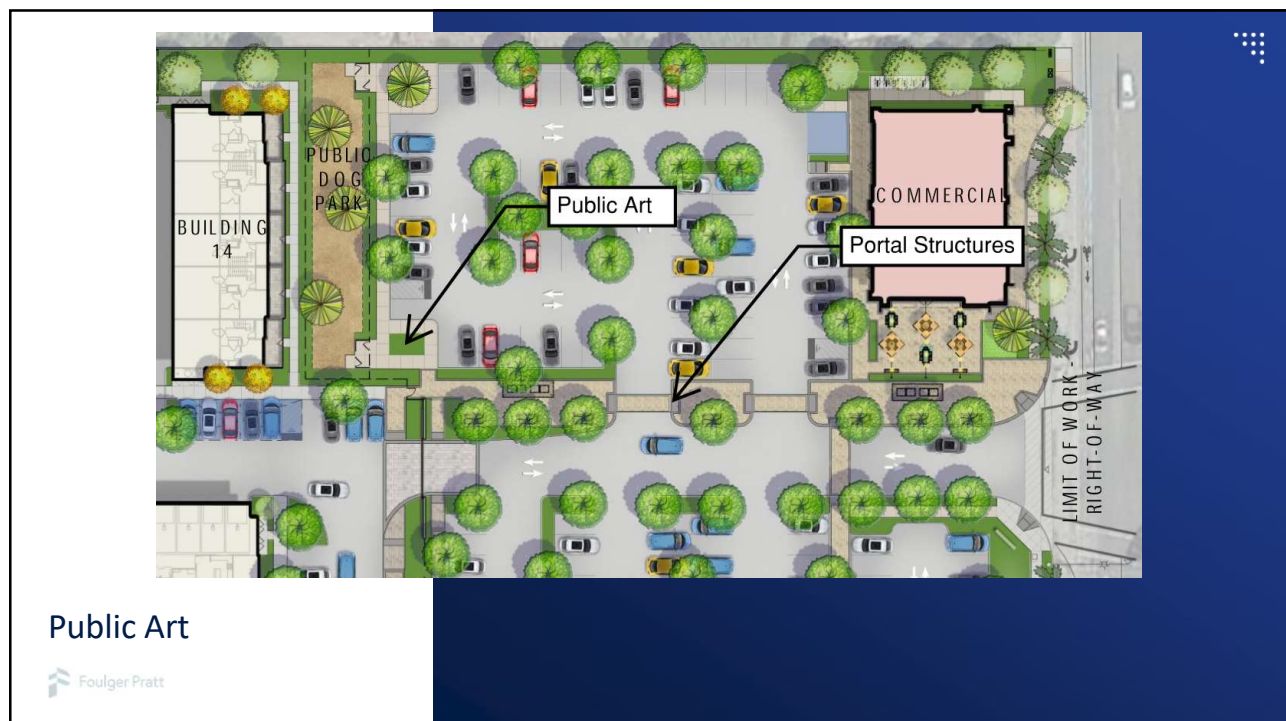 PUBLIC
DOG
PARK
BUILDING
14
Public Art
COMMERCIAL
Portal Structures
LIMIT OF WORK -
RIGHT-OF-WAY
Public Art
Foulger Pratt